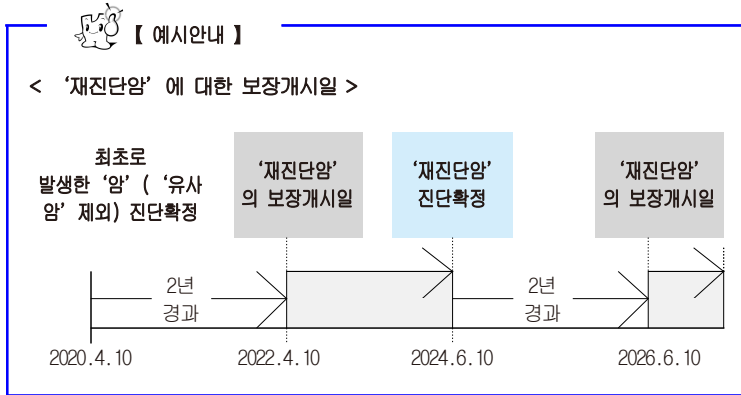 【 예시안내 】
< ‘재진단암’ 에 대한 보장개시일 >
최초로
발생한 ‘암’ ( ‘유사
암’ 제외) 진단확정
‘재진단암’
의 보장개시일
‘재진단암’
진단확정
‘재진단암’
의 보장개시일
2년
경과
2년
경과
2020.4.10
2022.4.10
2024.6.10
2026.6.10